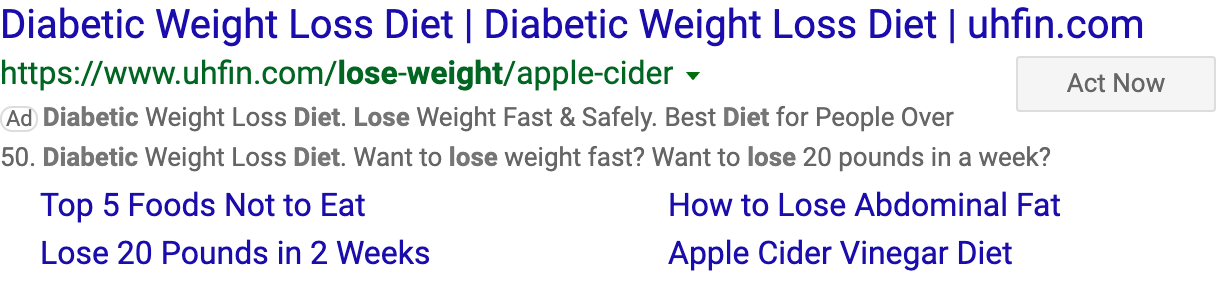 Diabetic Weight Loss Diet | Diabetic Weight Loss Diet | uhfin.com
https://www.uhfin.com/lose-weight/apple-cider
Act Now
Ad Diabetic Weight Loss Diet. Lose Weight Fast & Safely. Best Diet for People Over
50. Diabetic Weight Loss Diet. Want to lose weight fast? Want to lose 20 pounds in a week?
Top 5 Foods Not to Eat
How to Lose Abdominal Fat
Lose 20 Pounds in 2 Weeks
Apple Cider Vinegar Diet